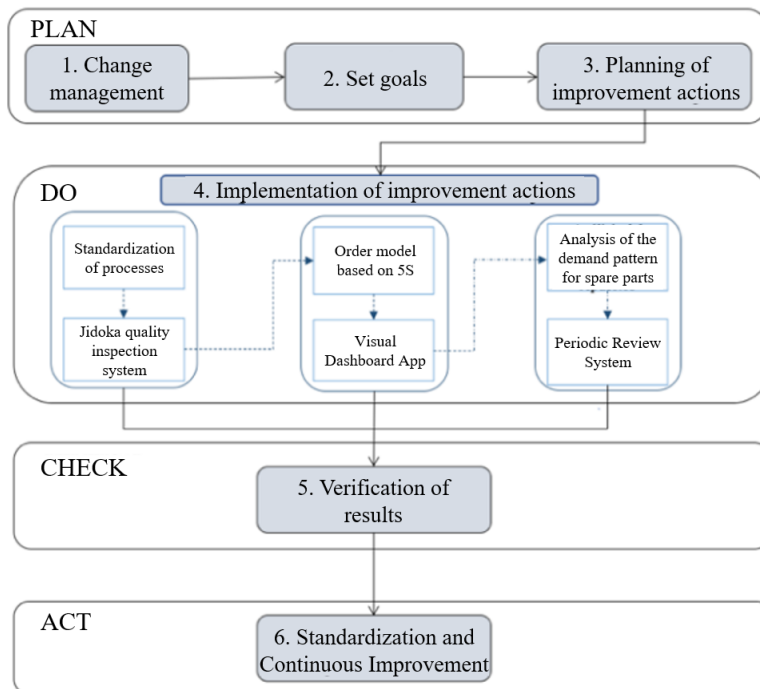 PLAN
1. Change
management
2. Set goals
3. Planning of
improvement actions
DO
4. Implementation of improvement actions
Standardization
of processes
Jidoka quality
inspection
system
Order model
based on 5S
Visual
Dashboard App
Analysis of the
demand pattern
for spare parts
Periodic Review
System
CHECK
5. Verification of
results
ACT
6. Standardization and
Continuous Improvement